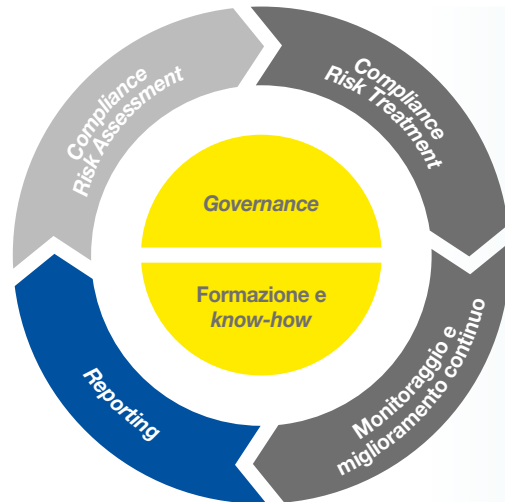 Compliance
Risk Assessment
Compliance
Risk Treatment
Governance
Formazione e
know-how
Monitoraggio e
miglioramento continuo
Reporting